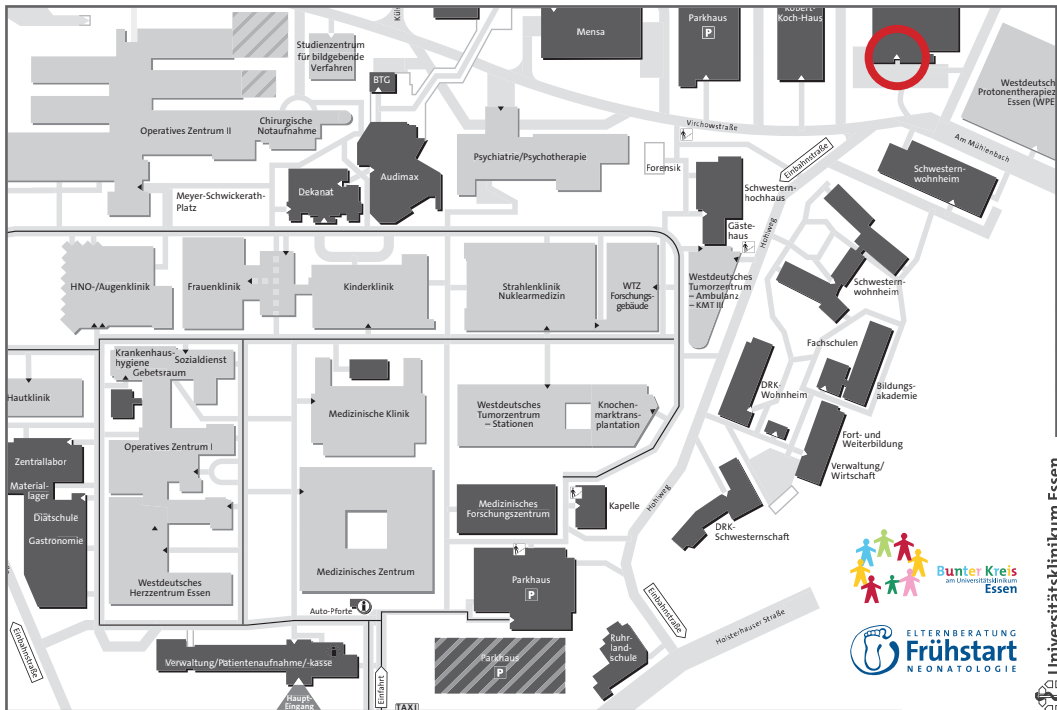 Mensa
Parkhaus
P
Robert-
Koch-Haus
Studienzentrum
für bildgebende
Verfahren
BTG
Westdeutsch
Protonentherapiez
Essen (WPE
Operatives Zentrum II
Chirurgische
Notaufnahme
Virchowstraße
Am Mühlenbach
Psychiatrie/Psychotherapie
Einbahnstraße
Forensik
Audimax
Schwestern-
wohnheim
Meyer-Schwickerath-
Platz
Dekanat
Schwestern-
hochhaus
Gäste-
haus
Hohlweg
HNO-/Augenklinik
Frauenklinik
Kinderklinik
Strahlenklinik
Nuklearmedizin
WTZ
Forschungs-
gebäude
Westdeutsches
Tumorzentrum
– Ambulanz
– KMT III
Schwestern-
wohnheim
Fachschulen
Krankenhaus-
hygiene
Sozialdienst
Gebetsraum
Hautklinik
Medizinische Klinik
Westdeutsches
Tumorzentrum
– Stationen
Knochen-
marktrans-
plantation
DRK-
Wohnheim
Bildungs-
akademie
Operatives Zentrum I
Fort- und
Weiterbildung
Verwaltung/
Wirtschaft
Zentrallabor
Material-
lager
Diätschule
Gastronomie
Medizinisches
Forschungszentrum
Kapelle
Hohlweg
DRK-
Schwesternschaft
Medizinisches Zentrum
Westdeutsches
Herzzentrum Essen
Parkhaus
P
Auto-Pforte
i
Einbahnstraße
Holsterhauser Straße
Einbahnstraße
Ruhr-
land-
schule
Verwaltung/Patientenaufnahme/-kasse
Parkhaus
P
Haupt-
Eingang
Einfahrt
TAXI
Bunter Kreis
am Universitätsklinikum
Essen
ELTERNBERATUNG
Frühstart
NEONATOLOGIE
Universitätsklinikum Essen